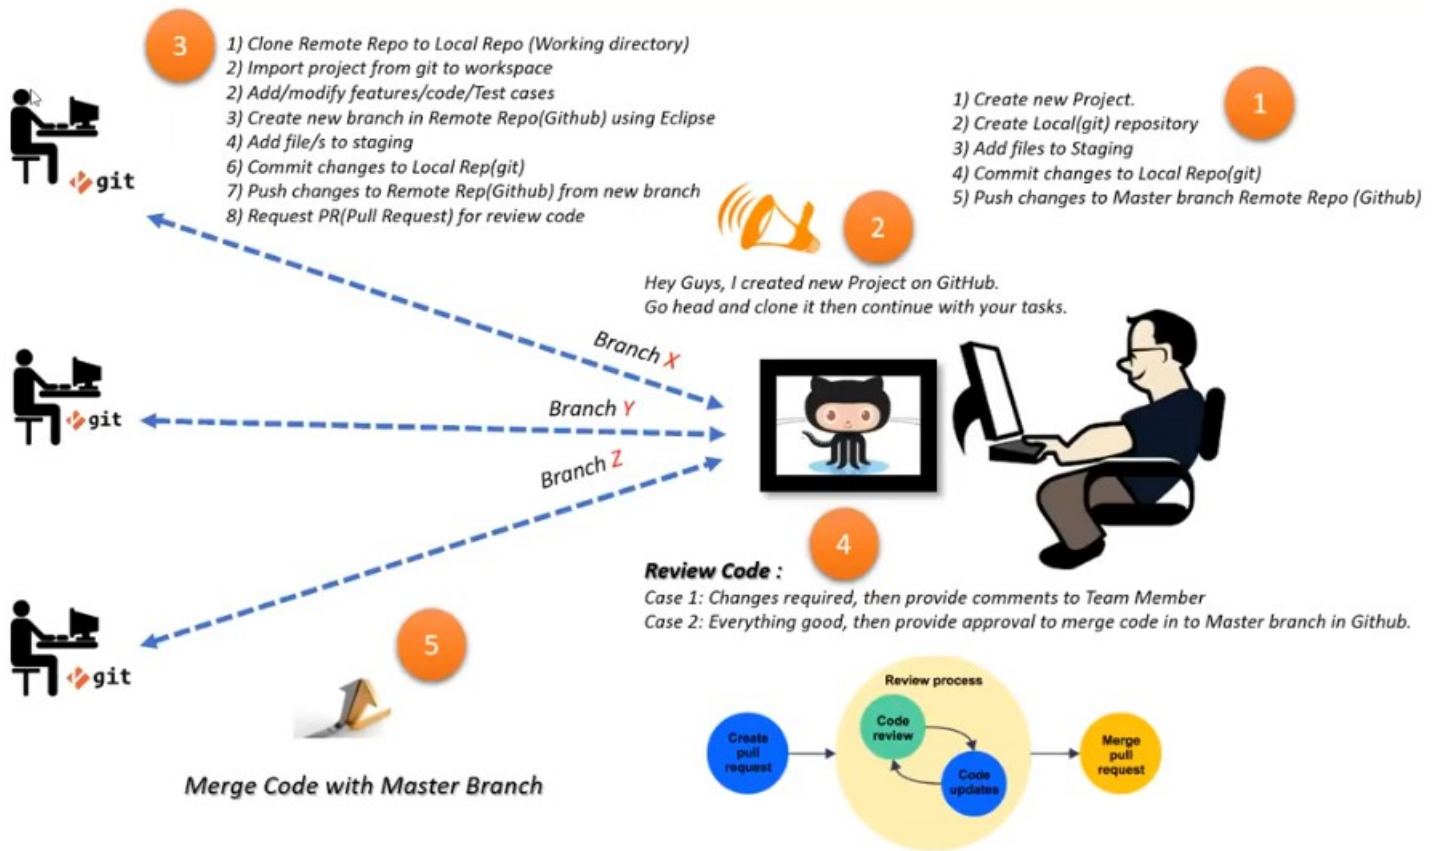 3
1) Clone Remote Repo to Local Repo (Working directory)
2) Import project from git to workspace
2) Add/modify features/code/Test cases
3) Create new branch in Remote Repo(Github) using Eclipse
4) Add file/s to staging
6) Commit changes to Local Rep(git)
7) Push changes to Remote Rep(Github) from new branch
8) Request PR(Pull Request) for review code
git
1
1) Create new Project.
2) Create Local(git) repository
3) Add files to Staging
4) Commit changes to Local Repo(git)
5) Push changes to Master branch Remote Repo (Github)
2
Hey Guys, I created new Project on GitHub.
Go head and clone it then continue with your tasks.
Branch X
Branch Y
Branch Z
git
git
4
Review Code :
Case 1: Changes required, then provide comments to Team Member
Case 2: Everything good, then provide approval to merge code in to Master branch in Github.
5
Merge Code with Master Branch
Review process
Create
pull
request
Code
review
Code
updates
Merge
pull
request